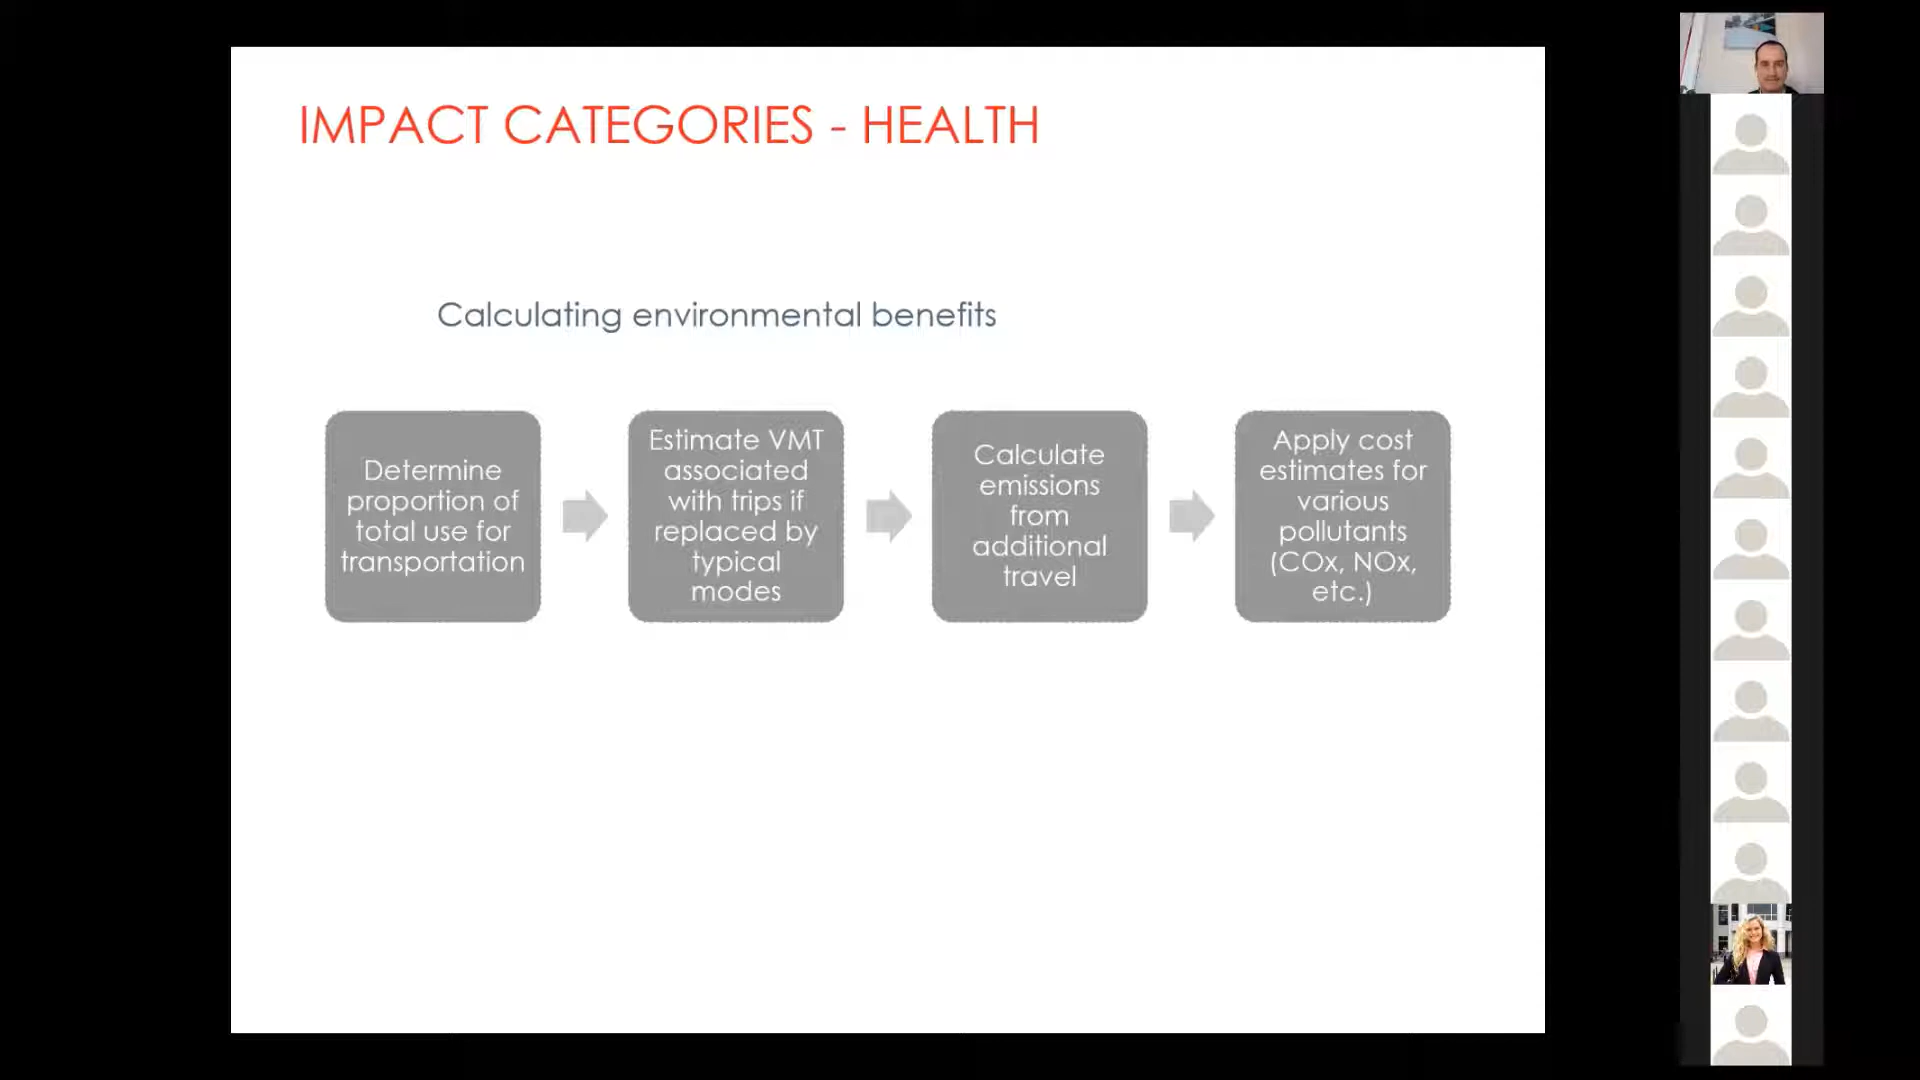 IMPACT CATEGORIES - HEALTH
Calculating environmental benefits
Determine
proportion of
total use for
transportation
Estimate VMT
associated
with trips if
replaced by
typical
modes
Calculate
emissions
from
additional
travel
Apply cost
estimates for
various
pollutants
(COx, NOx,
etc.)